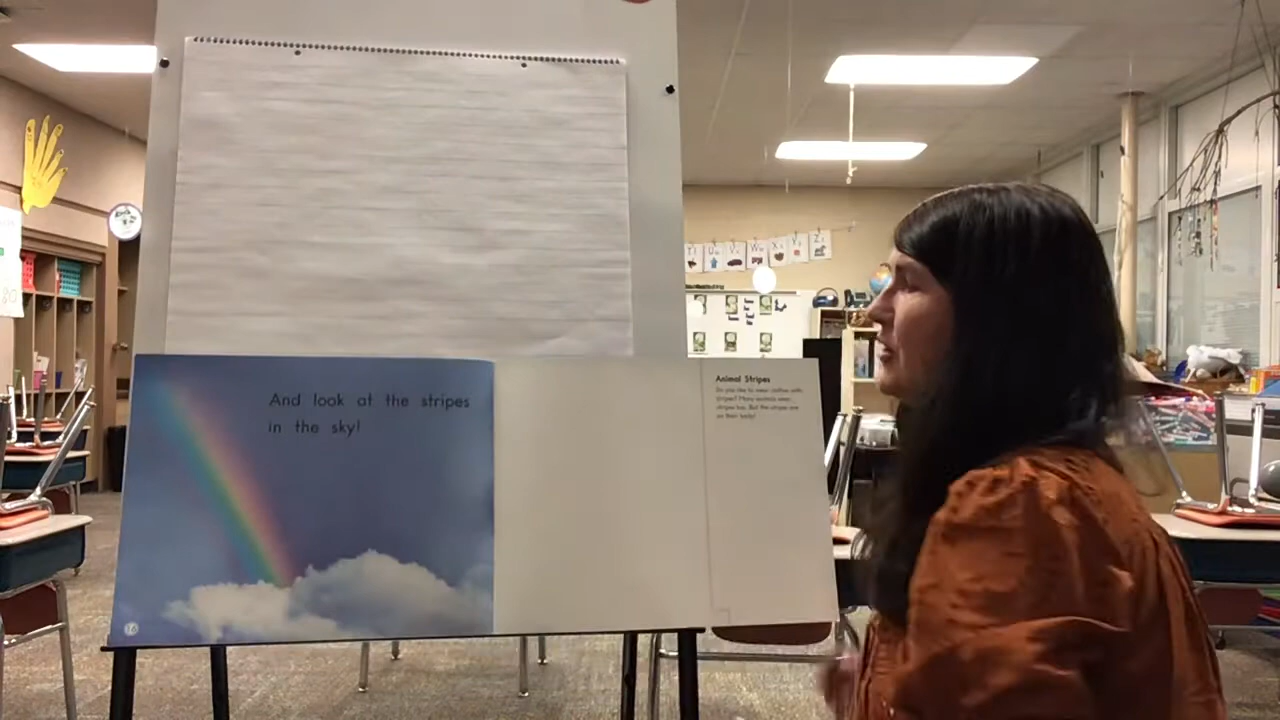 And look at the stripes
in the sky!
16
Animal Stripes
Do you like to wear clothes with
stripes? Many animals wear
stripes too. But the stripes are
on their body!